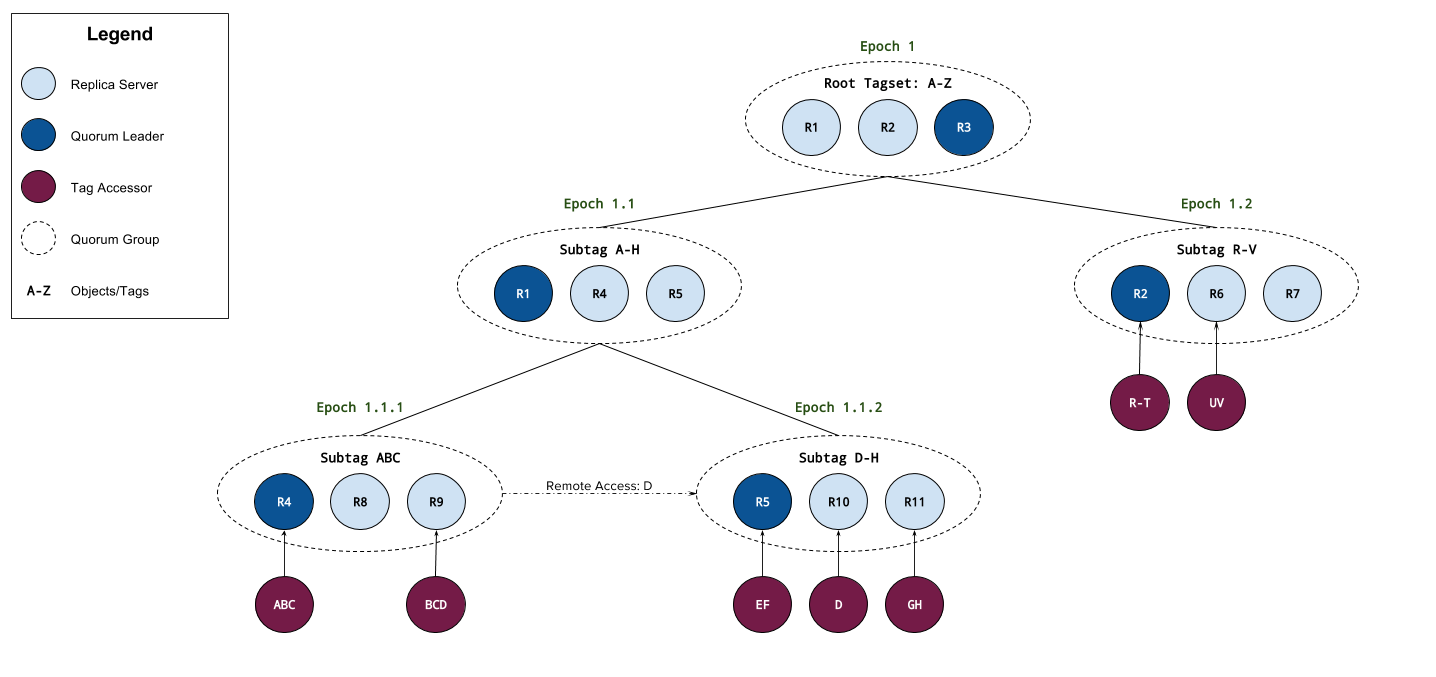 Legend
Replica Server
Quorum Leader
Tag Accessor
Quorum Group
A-Z Objects/Tags
Epoch 1
Root Tagset: A-Z
R1 R2 R3
Epoch 1.1
Subtag A-H
R1 R4 R5
Epoch 1.2
Subtag R-V
R2 R6 R7
R-T UV
Epoch 1.1.1
Subtag ABC
R4 R8 R9
ABC BCD
Remote Access: D
Epoch 1.1.2
Subtag D-H
R5 R10 R11
EF D GH